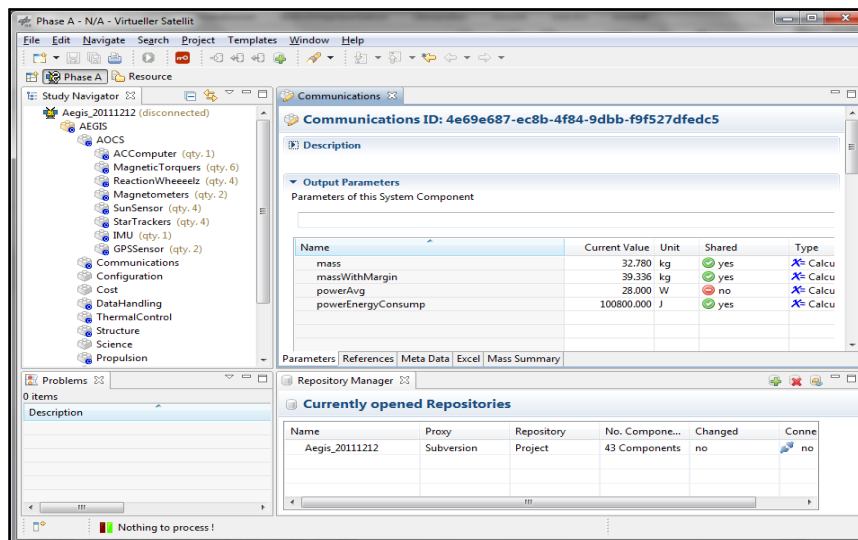 Phase A - N/A - Virtueller Satellit
File Edit Navigate Search Project Templates Window Help
Phase A Resource
Study Navigator
Aegis_20111212 (disconnected)
AEGIS
AOCS
ACComputer (qty. 1)
MagneticTorquers (qty. 6)
ReactionWheeeelz (qty. 4)
Magnetometers (qty. 2)
SunSensor (qty. 4)
StarTrackers (qty. 4)
IMU (qty. 1)
GPSSensor (qty. 2)
Communications
Configuration
Cost
DataHandling
ThermalControl
Structure
Science
Propulsion
Communications
Communications ID: 4e69e687-ec8b-4f84-9dbb-f9f527dfedc5
Description
Output Parameters
Parameters of this System Component
Name Current Value Unit Shared Type
mass 32.780 kg yes X= Calcu
massWithMargin 39.336 kg yes X= Calcu
powerAvg 28.000 W no X= Calcu
powerEnergyConsump 100800.000 J yes X= Calcu
Parameters References Meta Data Excel Mass Summary
Problems
0 items
Description
Repository Manager
Currently opened Repositories
Name Proxy Repository No. Compone... Changed Conne
Aegis_20111212 Subversion Project 43 Components no no
Nothing to process !